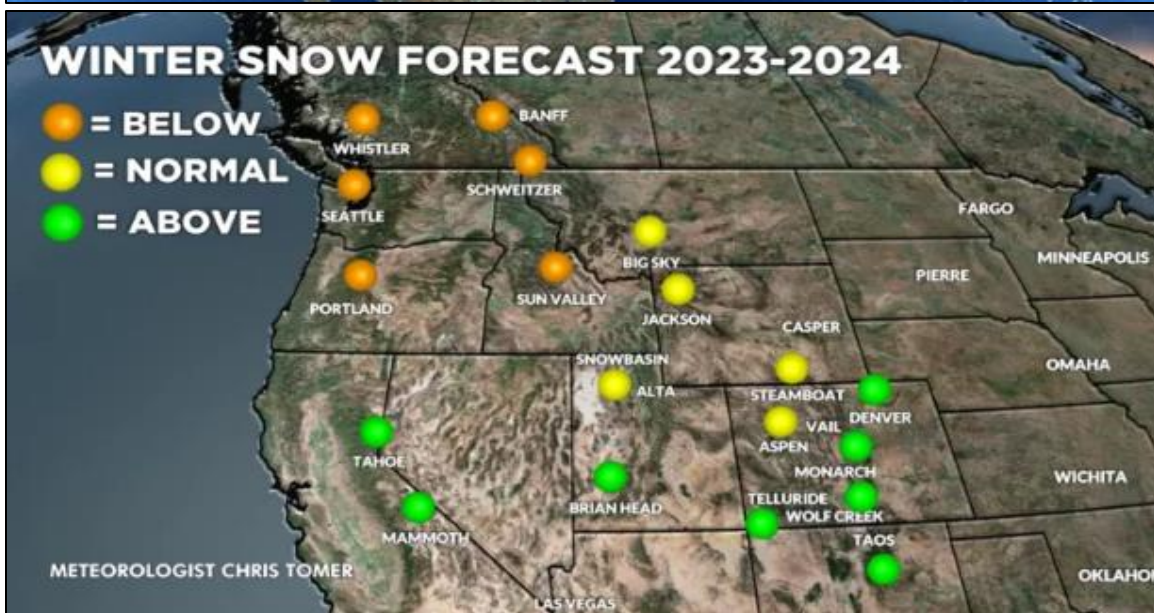 WINTER SNOW FORECAST 2023-2024
= BELOW
= NORMAL
= ABOVE
BANFF
WHISTLER
SCHWEITZER
SEATTLE
FARGO
MINNEAPOLIS
BIG SKY
PIERRE
SUN VALLEY
PORTLAND
JACKSON
CASPER
SNOWBASIN
OMAHA
ALTA
STEAMBOAT
DENVER
VAIL
ASPEN
TAHOE
MONARCH
WICHITA
TELLURIDE
BRIAN HEAD
WOLF CREEK
MAMMOTH
TAOS
METEOROLOGIST CHRIS TOMER
OKLAHO
LAS VEGAS